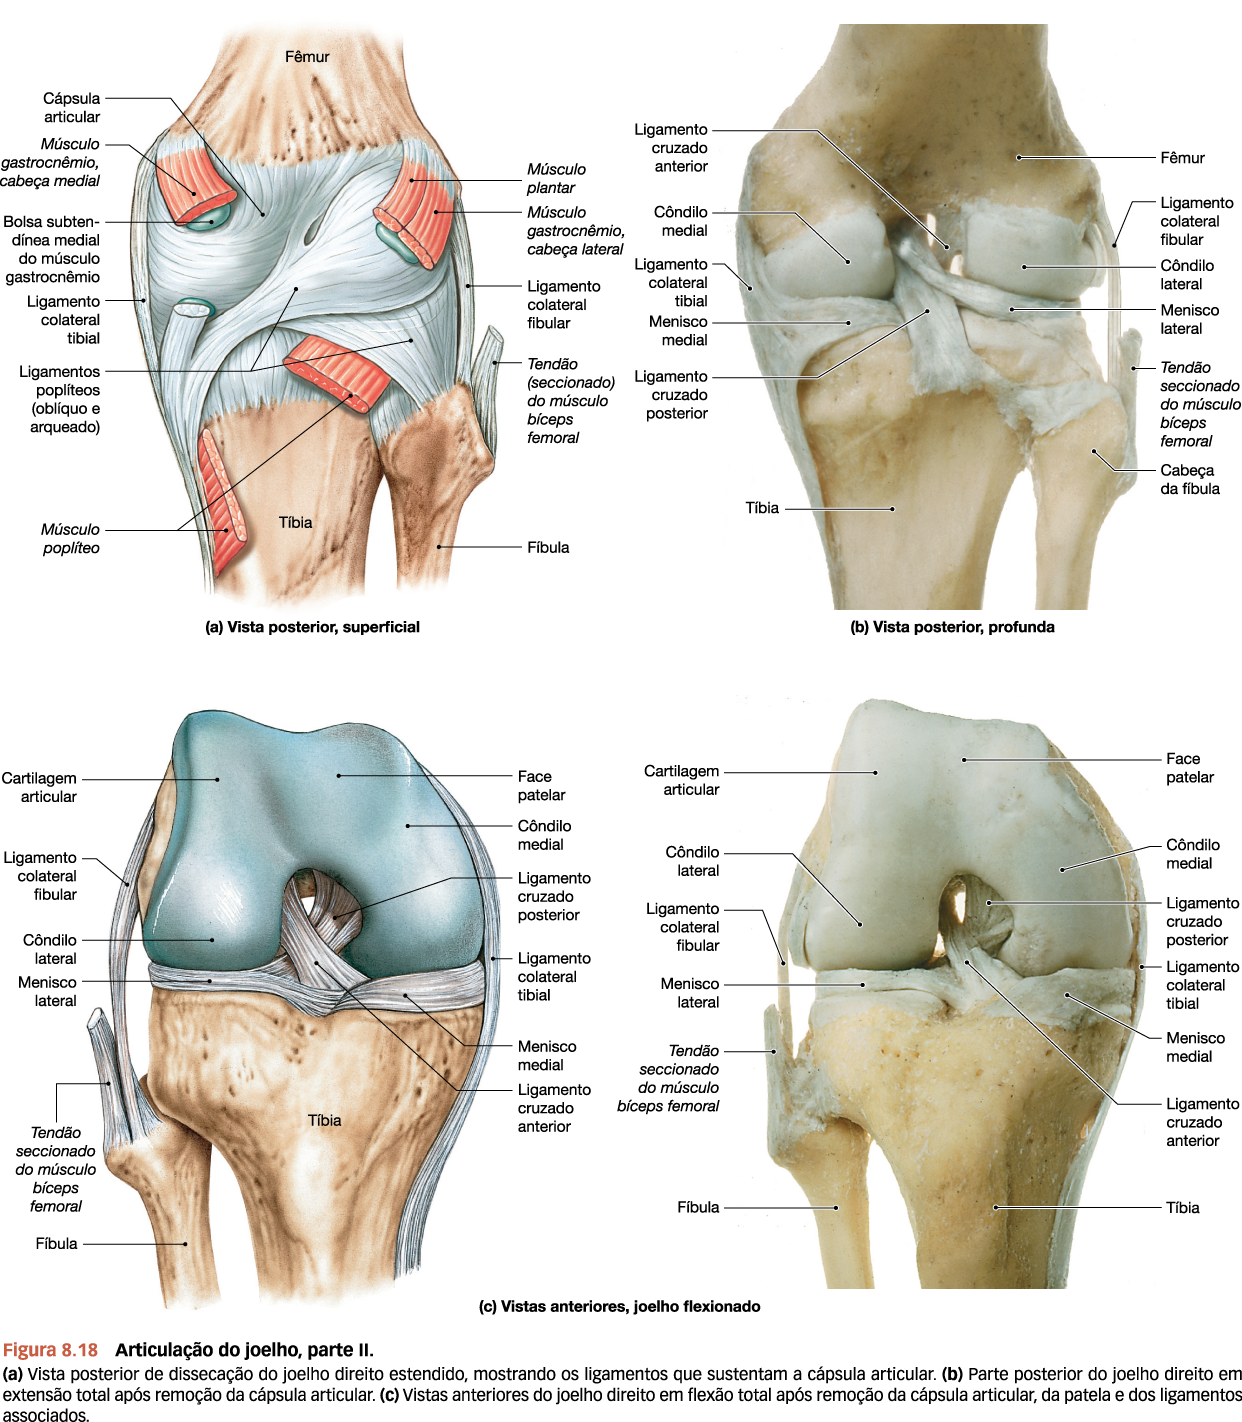 Fêmur
Cápsula
articular
Músculo
gastrocnêmio,
cabeça medial
Bolsa subten-
dínea medial
do músculo
gastrocnêmio
Ligamento
colateral
tibial
Ligamentos
poplíteos
(oblíquo e
arqueado)
Músculo
poplíteo
Músculo
plantar
Músculo
gastrocnêmio,
cabeça lateral
Ligamento
colateral
fibular
Tendão
(seccionado)
do músculo
bíceps
femoral
Tíbia
Fíbula
(a) Vista posterior, superficial
Ligamento
cruzado
anterior
Côndilo
medial
Ligamento
colateral
tibial
Menisco
medial
Ligamento
cruzado
posterior
Tíbia
Fêmur
Ligamento
colateral
fibular
Côndilo
lateral
Menisco
lateral
Tendão
seccionado
do músculo
bíceps
femoral
Cabeça
da fíbula
(b) Vista posterior, profunda
Cartilagem
articular
Ligamento
colateral
fibular
Côndilo
lateral
Menisco
lateral
Tendão
seccionado
do músculo
bíceps
femoral
Fíbula
Tíbia
Face
patelar
Côndilo
medial
Ligamento
cruzado
posterior
Ligamento
colateral
tibial
Menisco
medial
Ligamento
cruzado
anterior
Cartilagem
articular
Côndilo
lateral
Ligamento
colateral
fibular
Menisco
lateral
Tendão
seccionado
do músculo
bíceps femoral
Fíbula
Face
patelar
Côndilo
medial
Ligamento
cruzado
posterior
Ligamento
colateral
tibial
Menisco
medial
Ligamento
cruzado
anterior
Tíbia
(c) Vistas anteriores, joelho flexionado
Figura 8.18 Articulação do joelho, parte II.
(a) Vista posterior de dissecação do joelho direito estendido, mostrando os ligamentos que sustentam a cápsula articular. (b) Parte posterior do joelho direito em
extensão total após remoção da cápsula articular. (c) Vistas anteriores do joelho direito em flexão total após remoção da cápsula articular, da patela e dos ligamentos
associados.